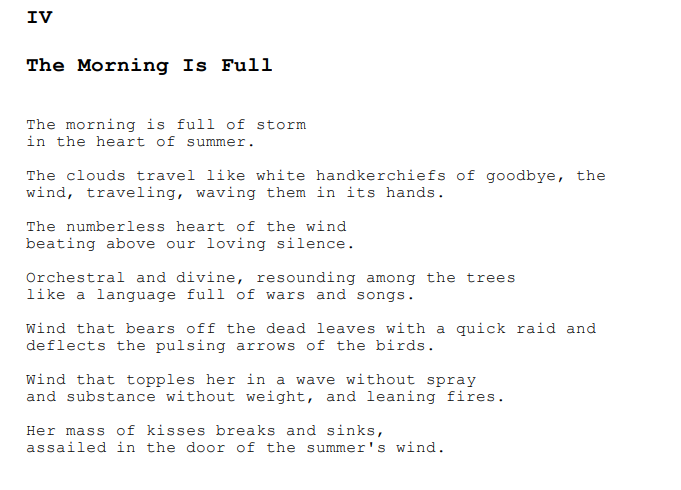 IV
The Morning Is Full
The morning is full of storm
in the heart of summer.
The clouds travel like white handkerchiefs of goodbye, the
wind, traveling, waving them in its hands.
The numberless heart of the wind
beating above our loving silence.
Orchestral and divine, resounding among the trees
like a language full of wars and songs.
Wind that bears off the dead leaves with a quick raid and
deflects the pulsing arrows of the birds.
Wind that topples her in a wave without spray
and substance without weight, and leaning fires.
Her mass of kisses breaks and sinks,
assailed in the door of the summer's wind.